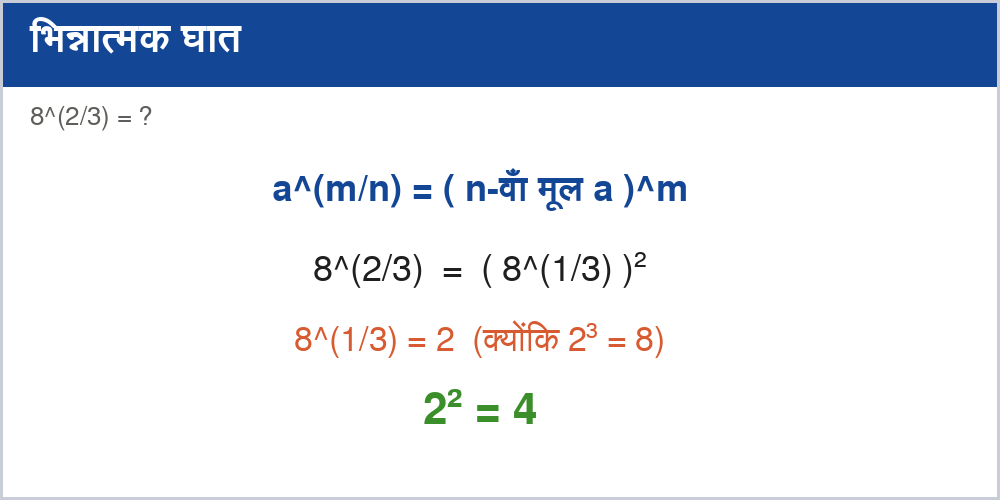 भिन्नात्मक घात
8^(2/3) = ?
a^(m/n) = ( n-वाँ मूल a )^m
8^(2/3) = ( 8^(1/3) )²
8^(1/3) = 2 (क्योंकि 2³ = 8)
2² = 4